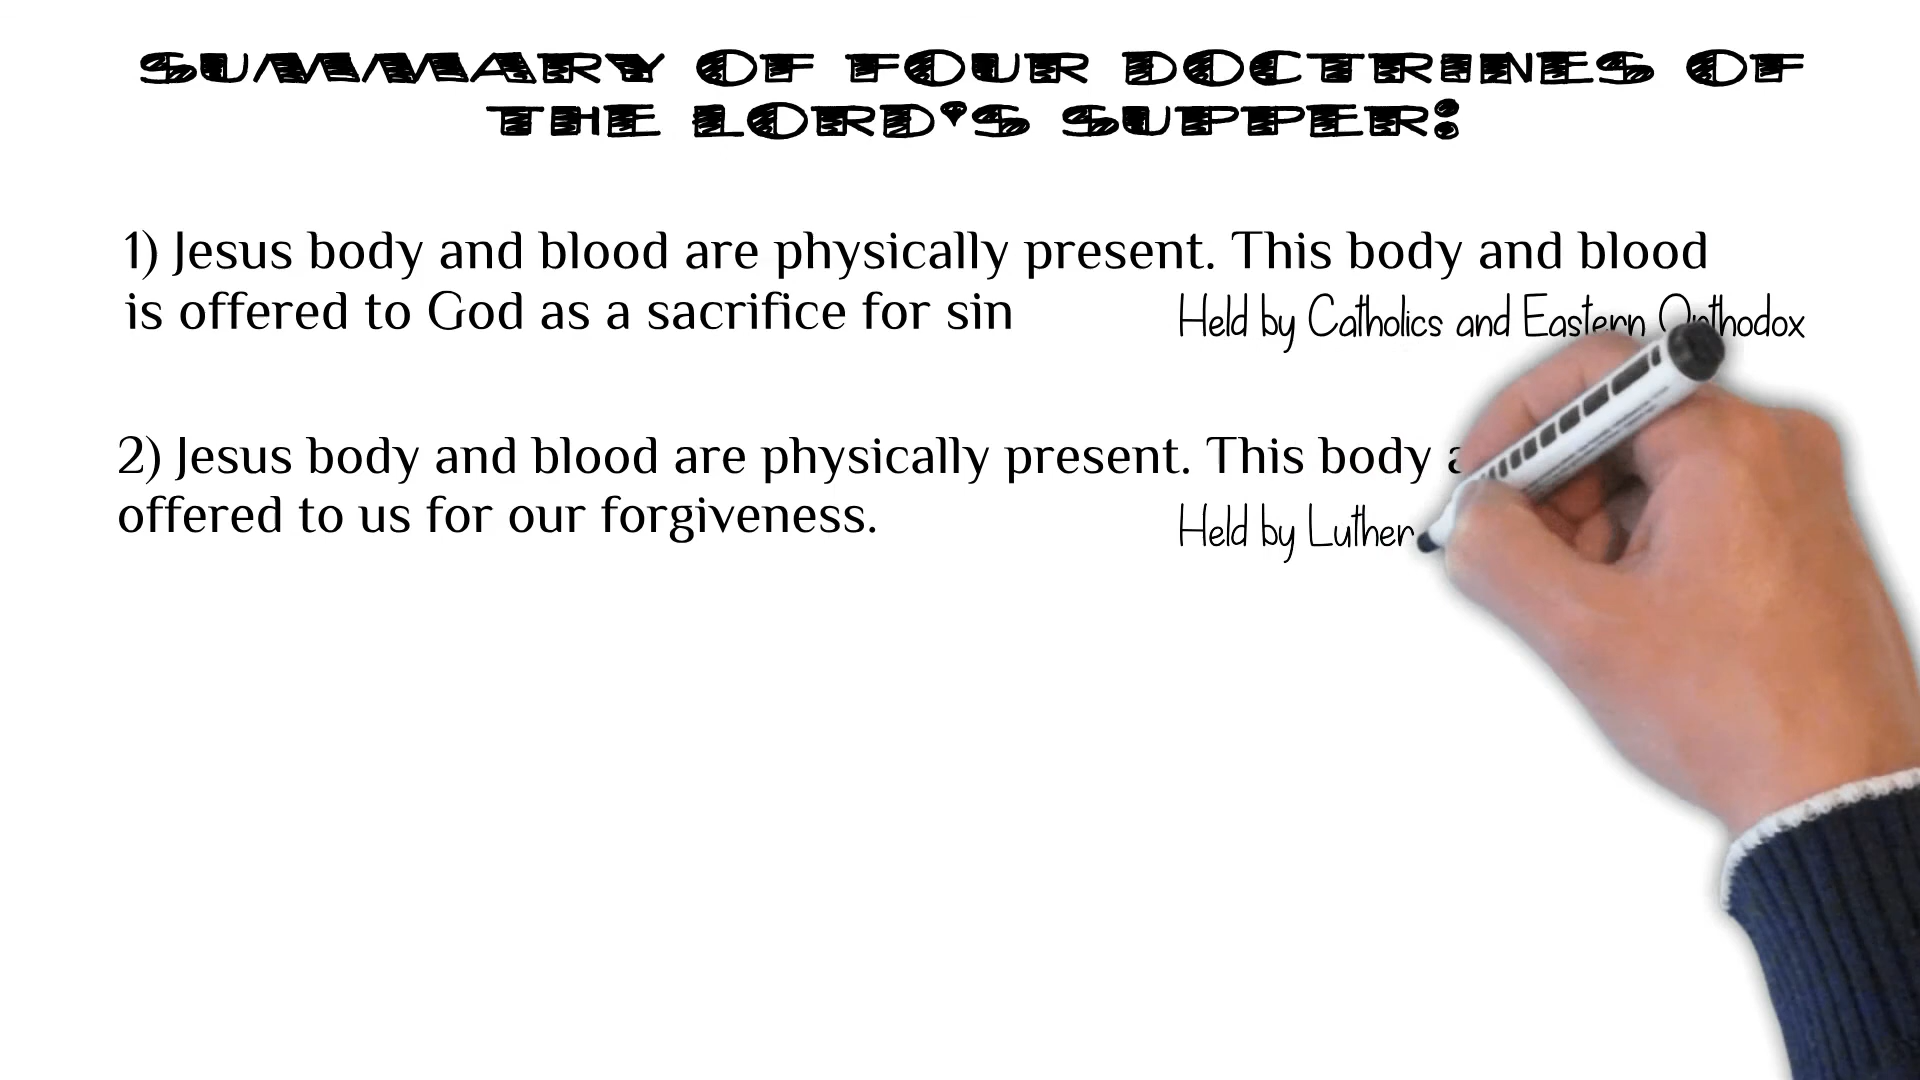 SUMMARY OF FOUR DOCTRINES OF
THE LORD'S SUPPER:
1) Jesus body and blood are physically present. This body and blood
is offered to God as a sacrifice for sin
Held by Catholics and Eastern Orthodox
2) Jesus body and blood are physically present. This body
offered to us for our forgiveness.
Held by Luther